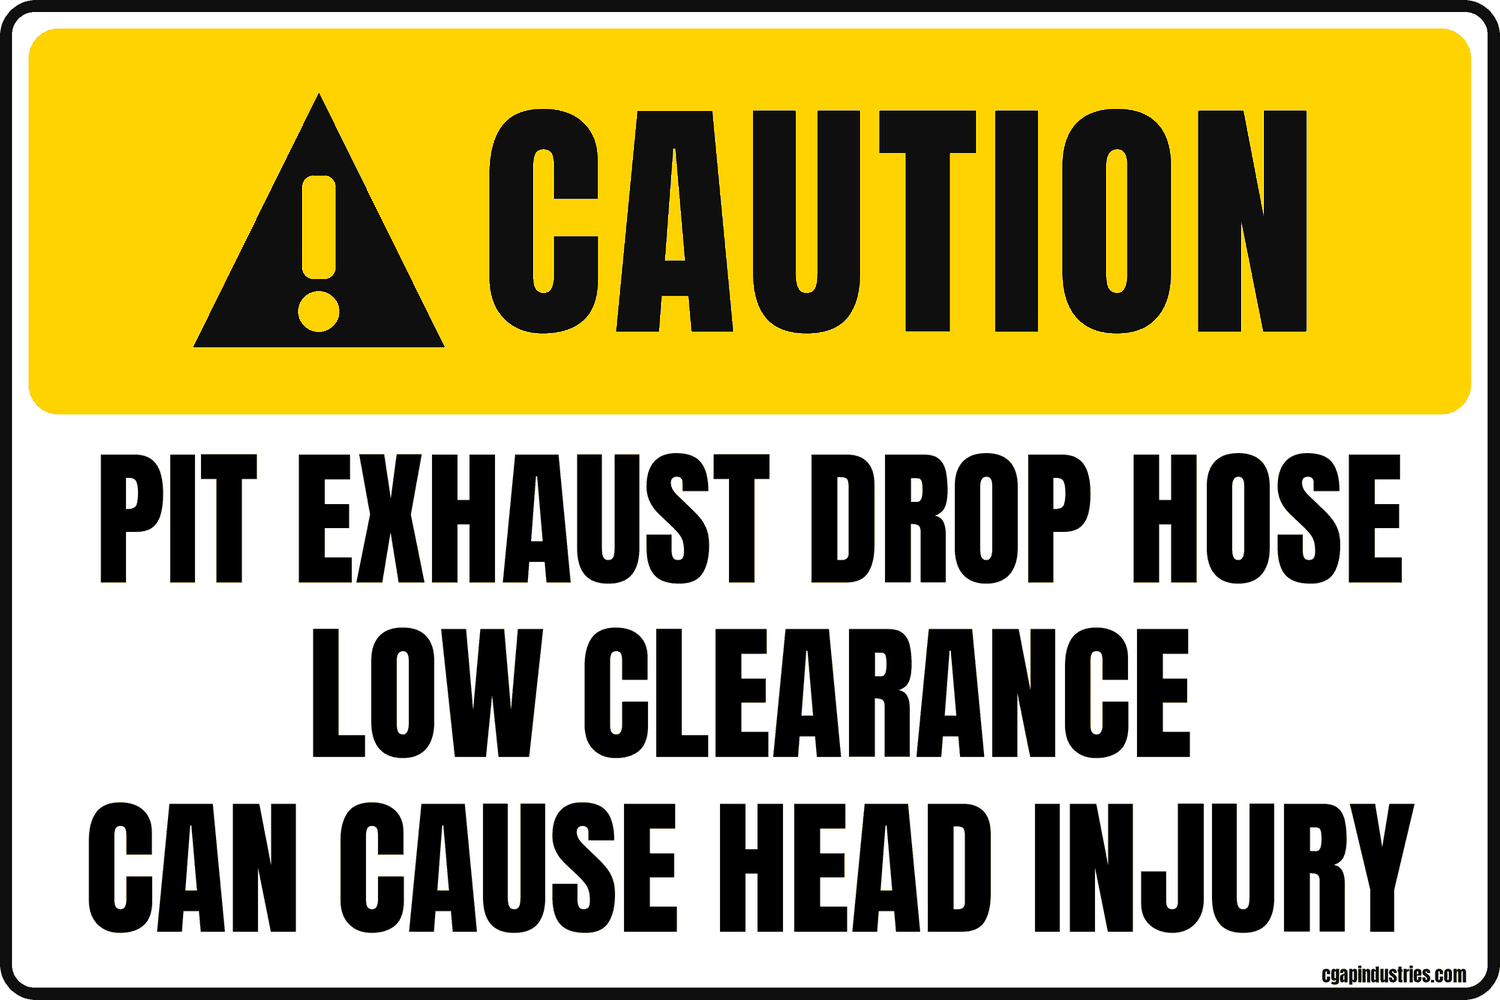 CAUTION
PIT EXHAUST DROP HOSE
LOW CLEARANCE
CAN CAUSE HEAD INJURY
cgapindustries.com